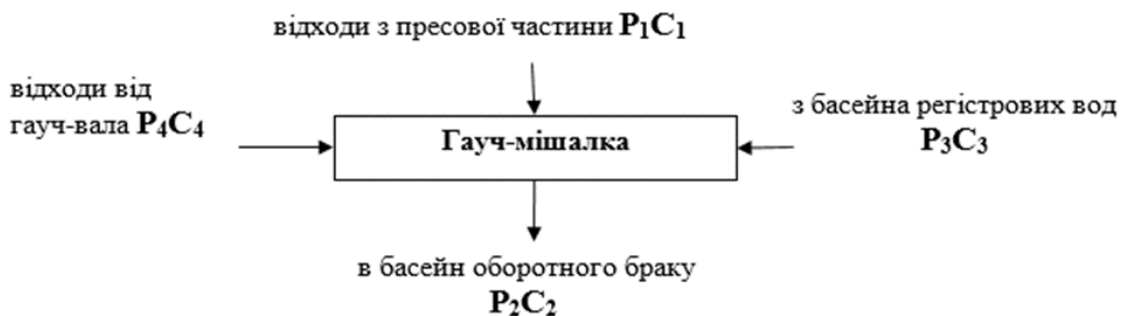 відходи з пресової частини P₁C₁
відходи від
гауч-вала P₄C₄
з басейна регістрових вод
P₃C₃
Гауч-мішалка
в басейн оборотного браку
P₂C₂